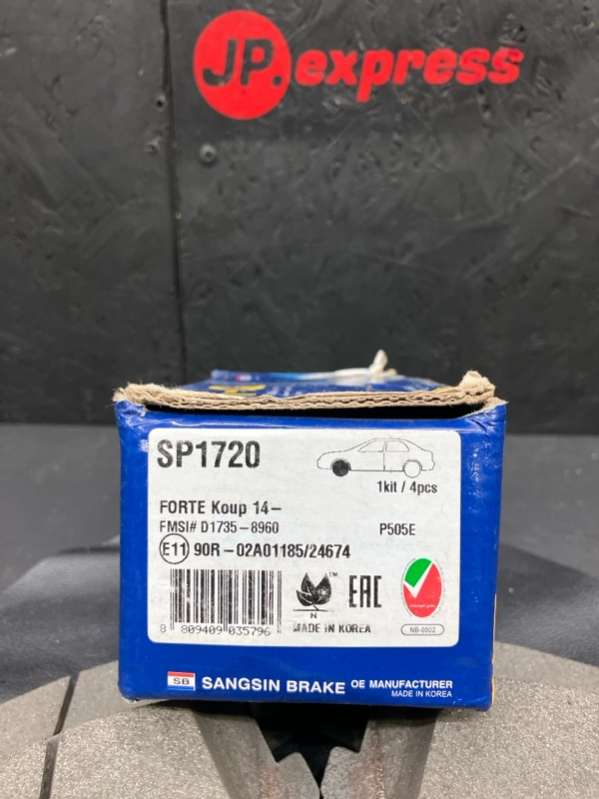 JP.express
SP1720
1kit / 4pcs
FORTE Koup 14-
FMSI# D1735-8960
P505E
E11 90R-02A01185/24674
8 809409 035796
TM
N
MADE IN KOREA
EAC
NB-0002
SB
SANGSIN BRAKE
OE MANUFACTURER
MADE IN KOREA